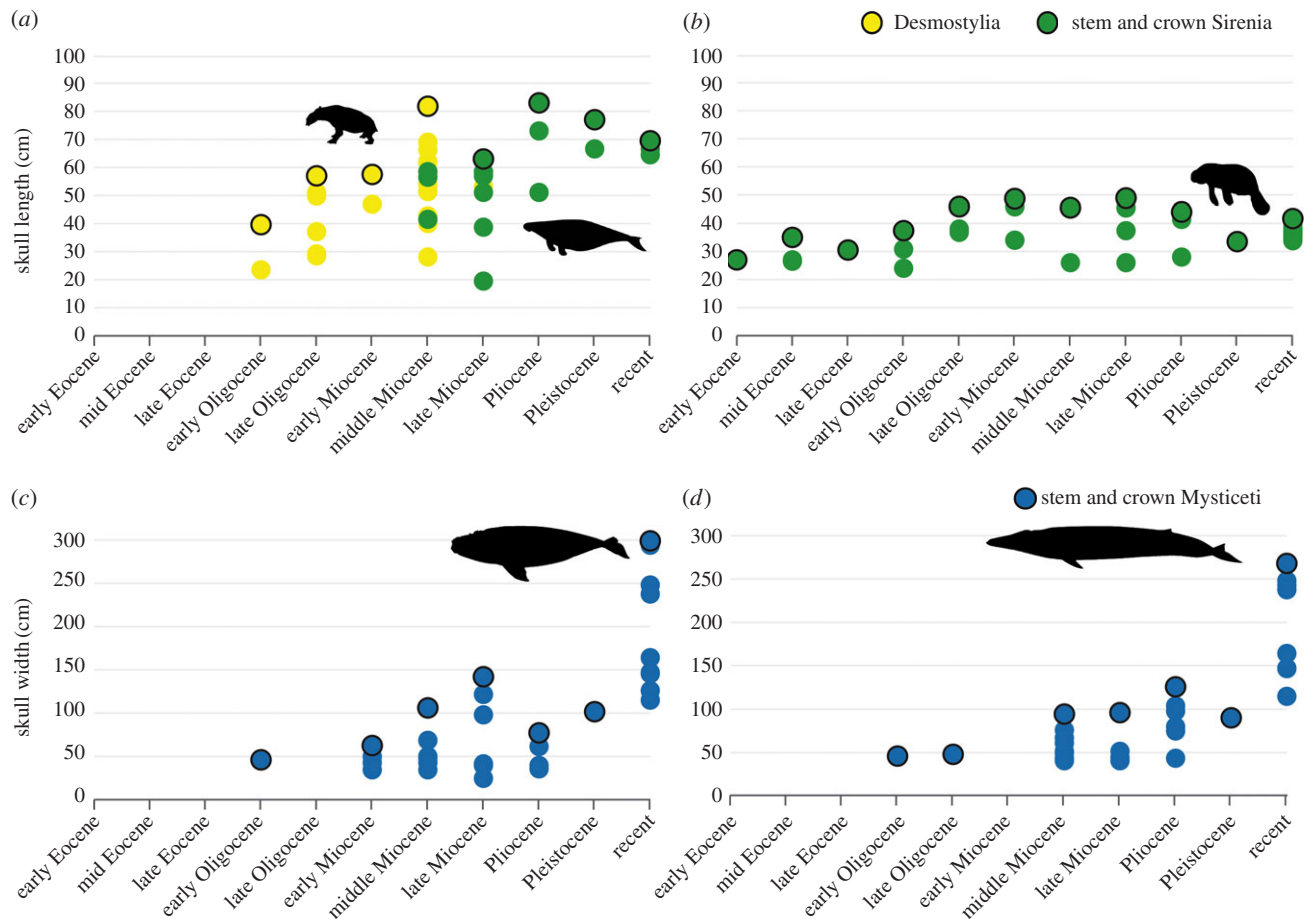 (a)
(b)
Desmostylia
stem and crown Sirenia
skull length (cm)
100
90
80
70
60
50
40
30
20
10
0
early Eocene
mid Eocene
late Eocene
early Oligocene
late Oligocene
early Miocene
middle Miocene
late Miocene
Pliocene
Pleistocene
recent
100
90
80
70
60
50
40
30
20
10
0
early Eocene
mid Eocene
late Eocene
early Oligocene
late Oligocene
early Miocene
middle Miocene
late Miocene
Pliocene
Pleistocene
recent
(c)
skull width (cm)
300
250
200
150
100
50
0
early Eocene
mid Eocene
late Eocene
early Oligocene
late Oligocene
early Miocene
middle Miocene
late Miocene
Pliocene
Pleistocene
recent
(d)
stem and crown Mysticeti
300
250
200
150
100
50
0
early Eocene
mid Eocene
late Eocene
early Oligocene
late Oligocene
early Miocene
middle Miocene
late Miocene
Pliocene
Pleistocene
recent